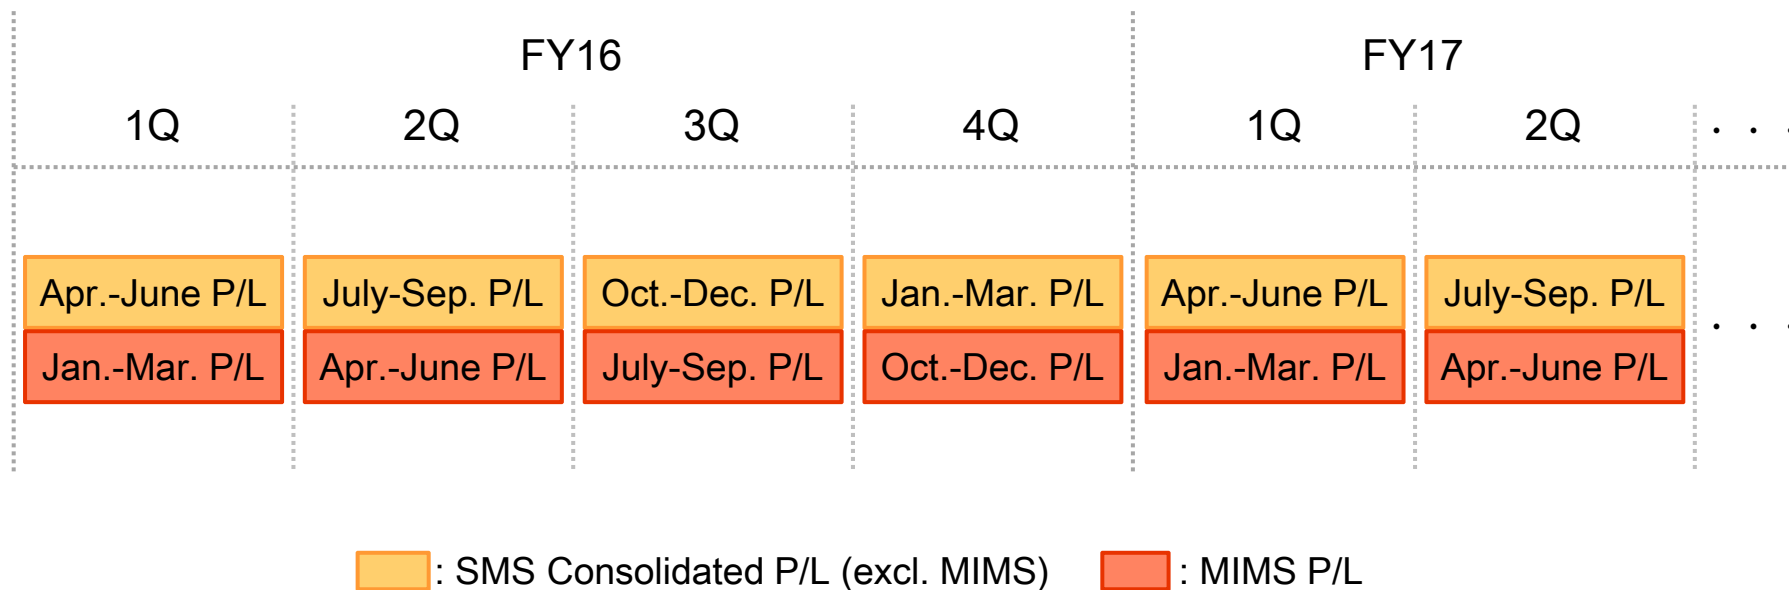 FY16 FY17
1Q 2Q 3Q 4Q 1Q 2Q . . .
Apr.-June P/L July-Sep. P/L Oct.-Dec. P/L Jan.-Mar. P/L Apr.-June P/L July-Sep. P/L
. . .
Jan.-Mar. P/L Apr.-June P/L July-Sep. P/L Oct.-Dec. P/L Jan.-Mar. P/L Apr.-June P/L
: SMS Consolidated P/L (excl. MIMS) : MIMS P/L